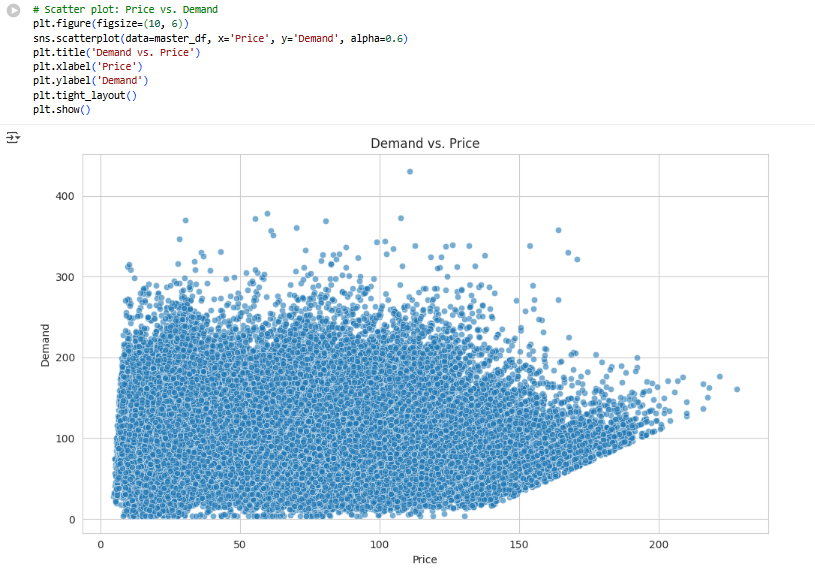 # Scatter plot: Price vs. Demand
plt.figure(figsize=(10, 6))
sns.scatterplot(data=master_df, x='Price', y='Demand', alpha=0.6)
plt.title('Demand vs. Price')
plt.xlabel('Price')
plt.ylabel('Demand')
plt.tight_layout()
plt.show()
Demand vs. Price
400
300
200
100
0
Demand
0
50
100
150
200
Price